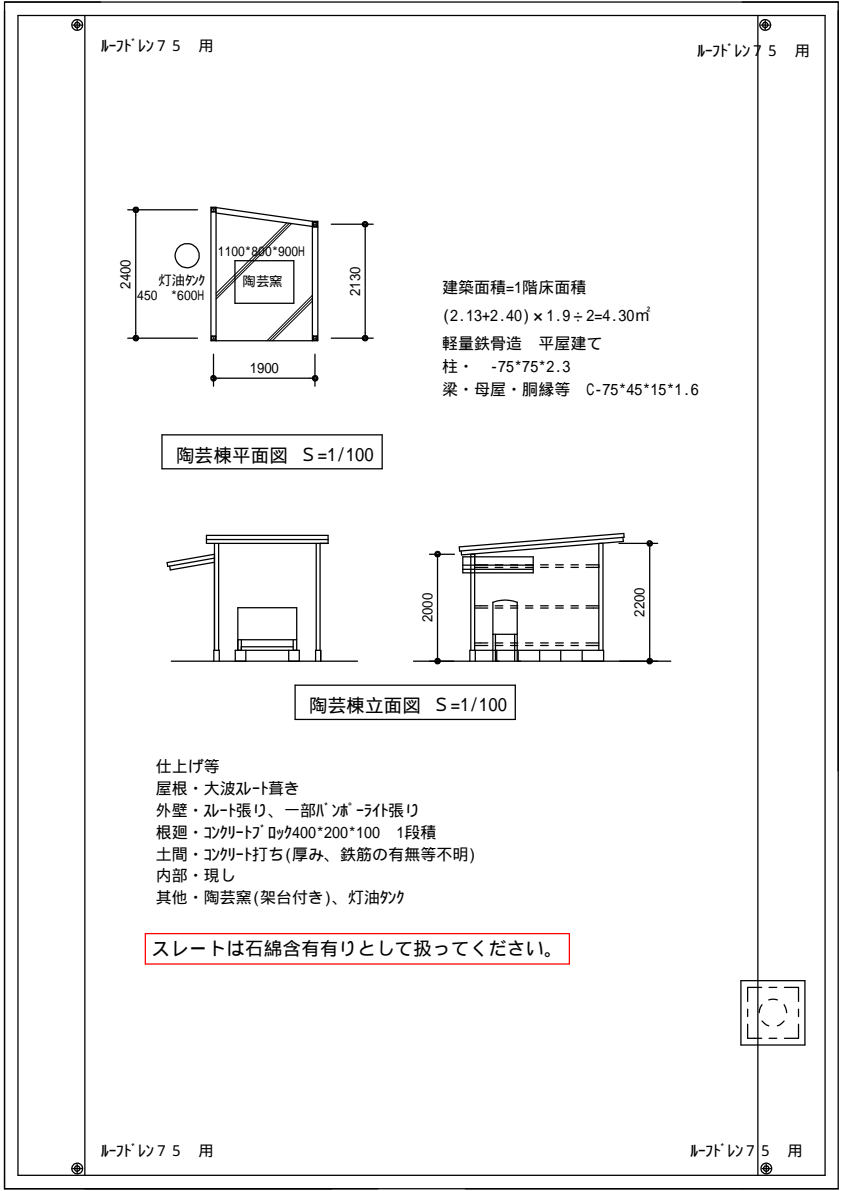 ﾙｰﾌﾄﾞﾚﾝ７５　用
ﾙｰﾌﾄﾞﾚﾝ７５　用
2400
灯油ﾀﾝｸ
450　*600H
1100*800*900H
陶芸窯
2130
1900
建築面積=1階床面積
(2.13+2.40)×1.9÷2=4.30㎡
軽量鉄骨造　平屋建て
柱・　-75*75*2.3
梁・母屋・胴縁等　C-75*45*15*1.6
陶芸棟平面図　Ｓ=1/100
2000
2200
陶芸棟立面図　Ｓ=1/100
仕上げ等
屋根・大波ｽﾚｰﾄ葺き
外壁・ｽﾚｰﾄ張り、一部ﾊﾟﾝﾎﾞｰﾗｲﾄ張り
根廻・ｺﾝｸﾘｰﾄﾌﾞﾛｯｸ400*200*100　1段積
土間・ｺﾝｸﾘｰﾄ打ち(厚み、鉄筋の有無等不明)
内部・現し
其他・陶芸窯(架台付き)、灯油ﾀﾝｸ
スレートは石綿含有有りとして扱ってください。
ﾙｰﾌﾄﾞﾚﾝ７５　用
ﾙｰﾌﾄﾞﾚﾝ７５　用